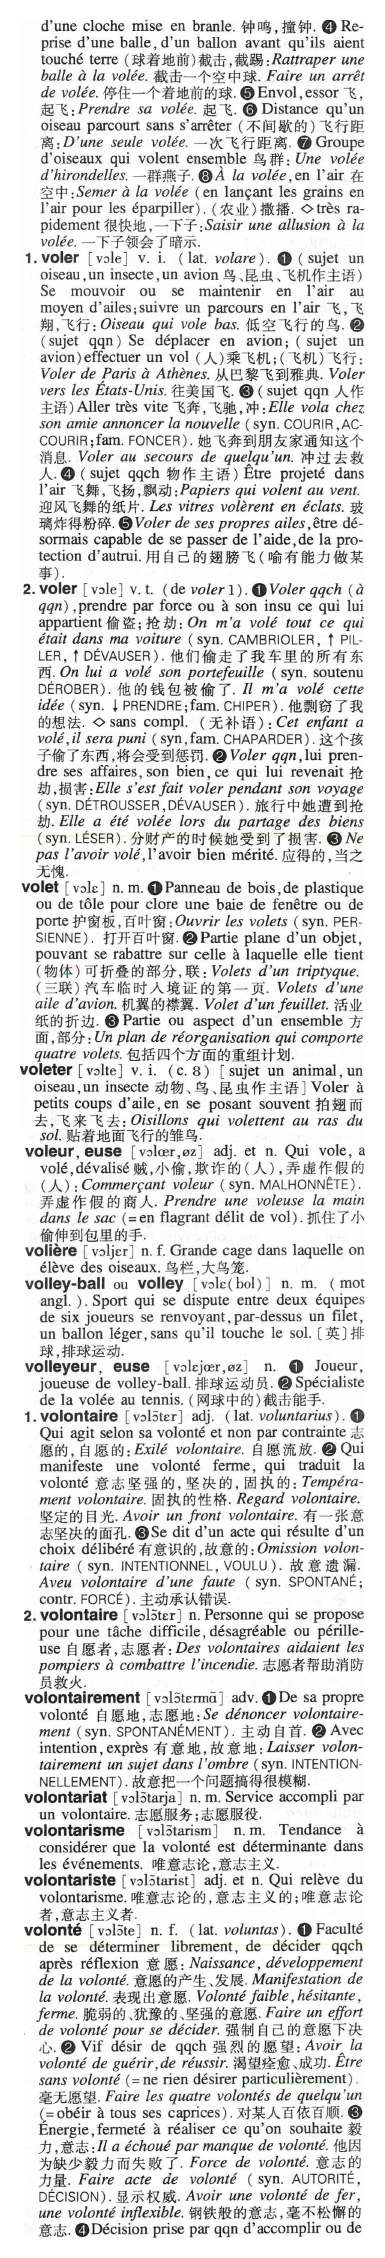 d'une cloche mise en branle. 钟鸣,撞钟. ❹ Re-
prise d'une balle, d'un ballon avant qu'ils aient
touché terre (球着地前)截击,截踢: Rattraper une
balle à la volée. 截击一个空中球. Faire un arrêt
de volée. 停住一个着地前的球. ❺ Envol, essor 飞,
起飞: Prendre sa volée. 起飞. ❻ Distance qu'un
oiseau parcourt sans s'arrêter (不间歇的)飞行距
离: D'une seule volée. 一次飞行距离. ❼ Groupe
d'oiseaux qui volent ensemble 鸟群: Une volée
d'hirondelles. 一群燕子. ❽ À la volée, en l'air 在
空中: Semer à la volée (en lançant les grains en
l'air pour les éparpiller). (农业)撒播. ◇ très ra-
pidement 很快地,一下子: Saisir une allusion à la
volée. 一下子领会了暗示.
1. voler [vɔle] v. i. (lat. volare). ❶ (sujet un
oiseau, un insecte, un avion 鸟、昆虫、飞机作主语)
Se mouvoir ou se maintenir en l'air au
moyen d'ailes; suivre un parcours en l'air 飞,飞
翔,飞行: Oiseau qui vole bas. 低空飞行的鸟. ❷
(sujet qqn) Se déplacer en avion; (sujet un
avion) effectuer un vol (人)乘飞机;(飞机)飞行:
Voler de Paris à Athènes. 从巴黎飞到雅典. Voler
vers les États-Unis. 往美国飞. ❸ (sujet qqn 人作
主语) Aller très vite 飞奔,飞驰,冲: Elle vola chez
son amie annoncer la nouvelle (syn. COURIR, AC-
COURIR; fam. FONCER). 她飞奔到朋友家通知这个
消息. Voler au secours de quelqu'un. 冲过去救
人. ❹ (sujet qqch 物作主语) Être projeté dans
l'air 飞舞,飞扬,飘动: Papiers qui volent au vent.
迎风飞舞的纸片. Les vitres volèrent en éclats. 玻
璃炸得粉碎. ❺ Voler de ses propres ailes, être dé-
sormais capable de se passer de l'aide, de la pro-
tection d'autrui. 用自己的翅膀飞(喻有能力做某
事).
2. voler [vɔle] v. t. (de voler 1). ❶ Voler qqch (à
qqn), prendre par force ou à son insu ce qui lui
appartient 偷盗;抢劫: On m'a volé tout ce qui
était dans ma voiture (syn. CAMBRIOLER, ↑ PIL-
LER, ↑ DÉVAUSER). 他们偷走了我车里的所有东
西. On lui a volé son portefeuille (syn. soutenu
DÉROBER). 他的钱包被偷了. Il m'a volé cette
idée (syn. ↓ PRENDRE; fam. CHIPER). 他剽窃了我
的想法. ◇ sans compl. (无补语): Cet enfant a
volé, il sera puni (syn, fam. CHAPARDER). 这个孩
子偷了东西,将会受到惩罚. ❷ Voler qqn, lui pren-
dre ses affaires, son bien, ce qui lui revenait 抢
劫,损害: Elle s'est fait voler pendant son voyage
(syn. DÉTROUSSER, DÉVAUSER). 旅行中她遭到抢
劫. Elle a été volée lors du partage des biens
(syn. LÉSER). 分财产的时候她受到了损害. ❸ Ne
pas l'avoir volé, l'avoir bien mérité. 应得的,当之
无愧.
volet [vɔlɛ] n. m. ❶ Panneau de bois, de plastique
ou de tôle pour clore une baie de fenêtre ou de
porte 护窗板,百叶窗: Ouvrir les volets (syn. PER-
SIENNE). 打开百叶窗. ❷ Partie plane d'un objet,
pouvant se rabattre sur celle à laquelle elle tient
(物体)可折叠的部分,联: Volets d'un triptyque.
(三联)汽车临时入境证的第一页. Volets d'une
aile d'avion. 机翼的襟翼. Volet d'un feuillet. 活业
纸的折边. ❸ Partie ou aspect d'un ensemble 方
面,部分: Un plan de réorganisation qui comporte
quatre volets. 包括四个方面的重组计划.
voleter [vɔlte] v. i. (c. 8) [sujet un animal, un
oiseau, un insecte 动物、鸟、昆虫作主语] Voler à
petits coups d'aile, en se posant souvent 拍翅而
去,飞来飞去: Oisillons qui volettent au ras du
sol. 贴着地面飞行的雏鸟.
voleur, euse [vɔlœr, øz] adj. et n. Qui vole, a
volé, dévalisé 贼,小偷,欺诈的(人),弄虚作假的
(人): Commerçant voleur (syn. MALHONNÊTE).
弄虚作假的商人. Prendre une voleuse la main
dans le sac (= en flagrant délit de vol). 抓住了小
偷伸到包里的手.
volière [vɔljɛr] n. f. Grande cage dans laquelle on
élève des oiseaux. 鸟栏,大鸟笼.
volley-ball ou volley [vɔlɛ(bol)] n. m. (mot
angl.). Sport qui se dispute entre deux équipes
de six joueurs se renvoyant, par-dessus un filet,
un ballon léger, sans qu'il touche le sol. [英]排
球,排球运动.
volleyeur, euse [vɔlɛjœr, øz] n. ❶ Joueur,
joueuse de volley-ball. 排球运动员. ❷ Spécialiste
de la volée au tennis. (网球中的)截击能手.
1. volontaire [vɔlɔ̃tɛr] adj. (lat. voluntarius). ❶
Qui agit selon sa volonté et non par contrainte 志
愿的,自愿的: Exilé volontaire. 自愿流放. ❷ Qui
manifeste une volonté ferme, qui traduit la
volonté 意志坚强的,坚决的,固执的: Tempéra-
ment volontaire. 固执的性格. Regard volontaire.
坚定的目光. Avoir un front volontaire. 有一张意
志坚决的面孔. ❸ Se dit d'un acte qui résulte d'un
choix délibéré 有意识的,故意的: Omission volon-
taire (syn. INTENTIONNEL, VOULU). 故意遗漏.
Aveu volontaire d'une faute (syn. SPONTANÉ;
contr. FORCÉ). 主动承认错误.
2. volontaire [vɔlɔ̃tɛr] n. Personne qui se propose
pour une tâche difficile, désagréable ou pérille-
use 自愿者,志愿者: Des volontaires aidaient les
pompiers à combattre l'incendie. 志愿者帮助消防
员救火.
volontairement [vɔlɔ̃tɛrmɑ̃] adv. ❶ De sa propre
volonté 自愿地,志愿地: Se dénoncer volontaire-
ment (syn. SPONTANÉMENT). 主动自首. ❷ Avec
intention, exprès 有意地,故意地: Laisser volon-
tairement un sujet dans l'ombre (syn. INTENTION-
NELLEMENT). 故意把一个问题搞得很模糊.
volontariat [vɔlɔ̃tarja] n. m. Service accompli par
un volontaire. 志愿服务;志愿服役.
volontarisme [vɔlɔ̃tarism] n. m. Tendance à
considérer que la volonté est déterminante dans
les événements. 唯意志论,意志主义.
volontariste [vɔlɔ̃tarist] adj. et n. Qui relève du
volontarisme. 唯意志论的,意志主义的;唯意志论
者,意志主义者.
volonté [vɔlɔ̃te] n. f. (lat. voluntas). ❶ Faculté
de se déterminer librement, de décider qqch
après réflexion 意愿: Naissance, développement
de la volonté. 意愿的产生、发展. Manifestation de
la volonté. 表现出意愿. Volonté faible, hésitante,
ferme. 脆弱的、犹豫的、坚强的意愿. Faire un effort
de volonté pour se décider. 强制自己的意愿下决
心. ❷ Vif désir de qqch 强烈的愿望: Avoir la
volonté de guérir, de réussir. 渴望痊愈、成功. Être
sans volonté (= ne rien désirer particulièrement).
毫无愿望. Faire les quatre volontés de quelqu'un
(= obéir à tous ses caprices). 对某人百依百顺. ❸
Énergie, fermeté à réaliser ce qu'on souhaite 毅
力,意志: Il a échoué par manque de volonté. 他因
为缺少毅力而失败了. Force de volonté. 意志的
力量. Faire acte de volonté (syn. AUTORITÉ,
DÉCISION). 显示权威. Avoir une volonté de fer,
une volonté inflexible. 钢铁般的意志,毫不松懈的
意志. ❹ Décision prise par qqn d'accomplir ou de